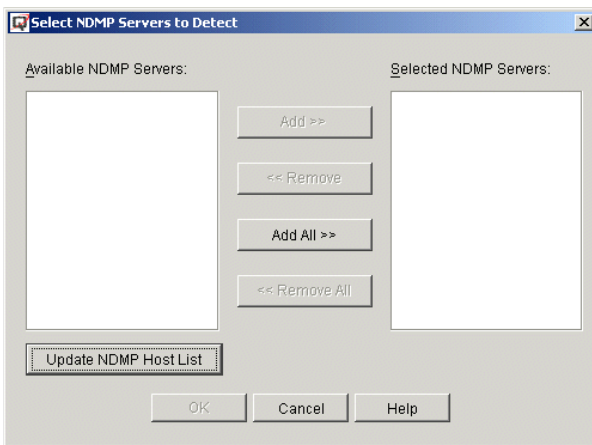 Select NDMP Servers to Detect
Available NDMP Servers:
Selected NDMP Servers:
Add >>
<< Remove
Add All >>
<< Remove All
Update NDMP Host List
OK
Cancel
Help